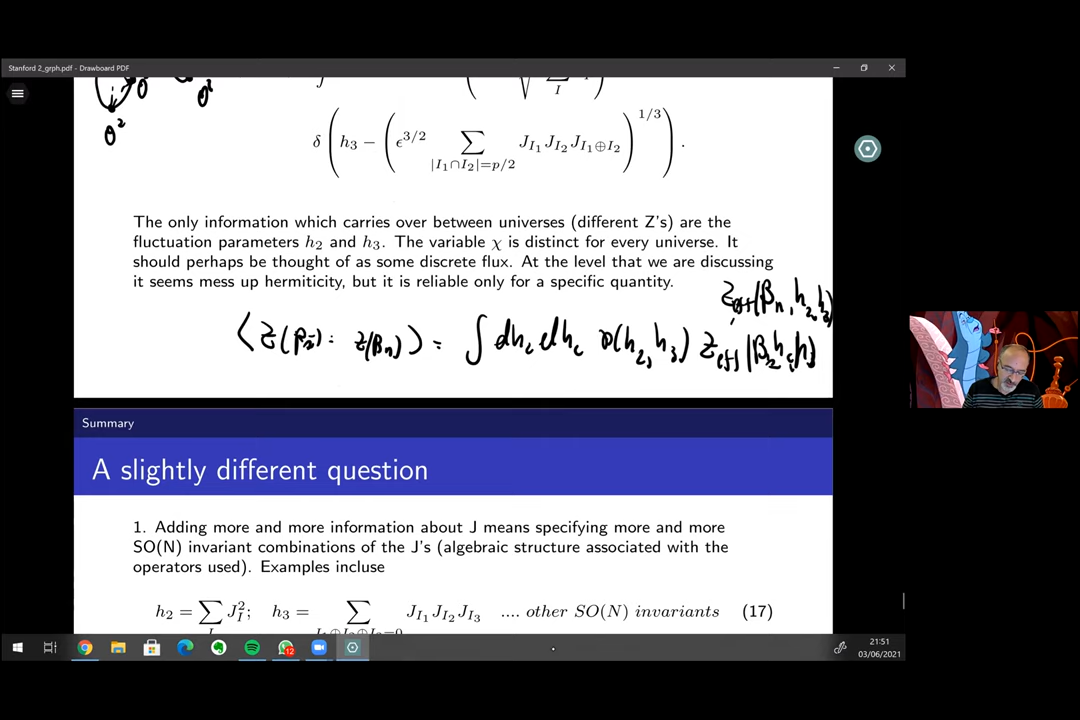 Stanford 2_grph.pdf - Drawboard PDF
θ²
δ ( h₃ − ( ϵ^{3/2} ∑_{|I₁∩I₂|=p/2} J_{I₁} J_{I₂} J_{I₁⊕I₂} )^{1/3} ) .
The only information which carries over between universes (different Z's) are the
fluctuation parameters h₂ and h₃. The variable χ is distinct for every universe. It
should perhaps be thought of as some discrete flux. At the level that we are discussing
it seems mess up hermiticity, but it is reliable only for a specific quantity.
Summary
A slightly different question
1. Adding more and more information about J means specifying more and more
SO(N) invariant combinations of the J's (algebraic structure associated with the
operators used). Examples incluse
h₂ = ∑ J_I²; h₃ = ∑ J_{I₁} J_{I₂} J_{I₃} .... other SO(N) invariants (17)
12
21:51
03/06/2021